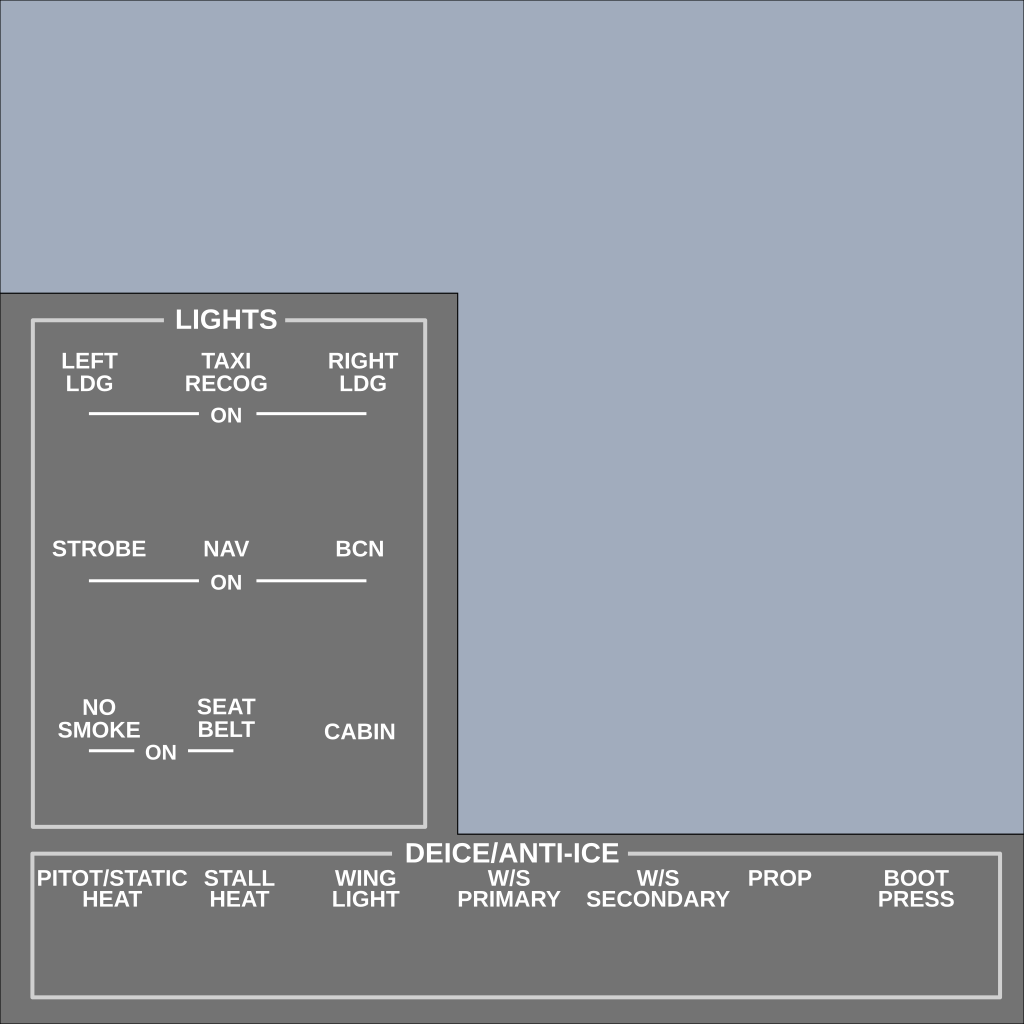 LIGHTS
LEFT LDG
TAXI RECOG
RIGHT LDG
ON
STROBE NAV BCN
ON
NO SMOKE
SEAT BELT
CABIN
ON
DEICE/ANTI-ICE
PITOT/STATIC HEAT
STALL HEAT
WING LIGHT
W/S PRIMARY
W/S SECONDARY
PROP
BOOT PRESS